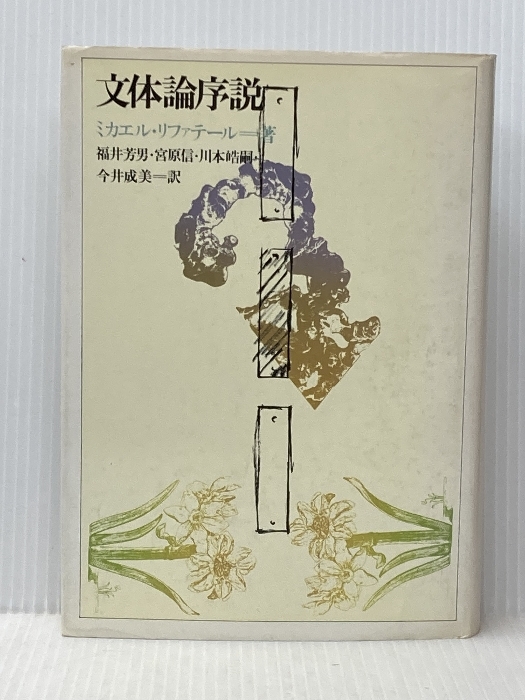 文体論序説
ミカエル・リファテール＝著
福井芳男・宮原信・川本皓嗣・
今井成美＝訳